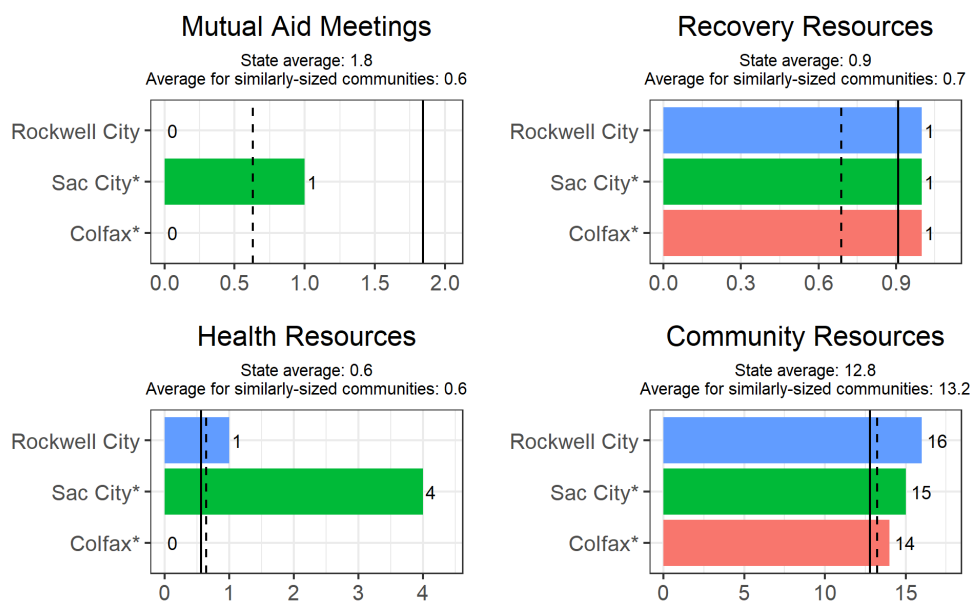 Mutual Aid Meetings
State average: 1.8
Average for similarly-sized communities: 0.6
Rockwell City
0
Sac City*
1
Colfax*
0
0.0 0.5 1.0 1.5 2.0
Recovery Resources
State average: 0.9
Average for similarly-sized communities: 0.7
Rockwell City
1
Sac City*
1
Colfax*
1
0.0 0.3 0.6 0.9
Health Resources
State average: 0.6
Average for similarly-sized communities: 0.6
Rockwell City
1
Sac City*
4
Colfax*
0
0 1 2 3 4
Community Resources
State average: 12.8
Average for similarly-sized communities: 13.2
Rockwell City
16
Sac City*
15
Colfax*
14
0 5 10 15